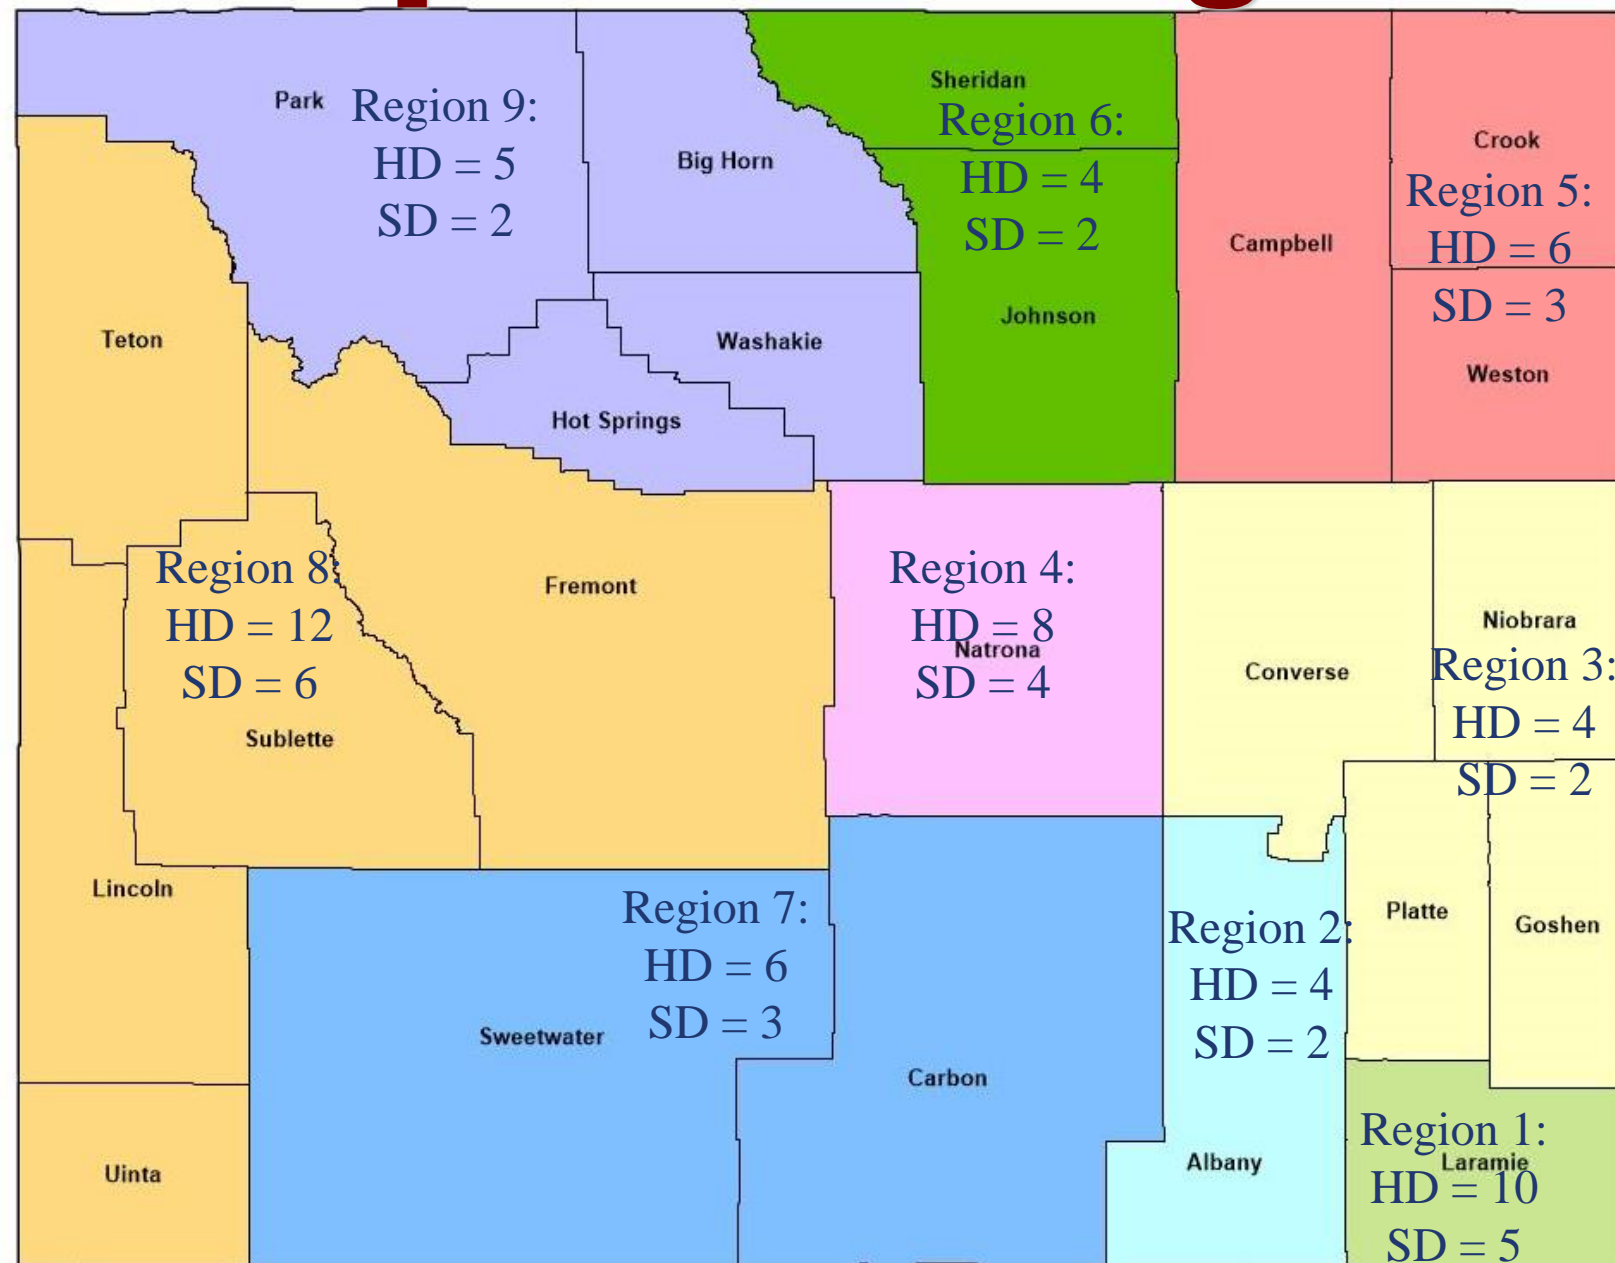 Park
Region 9:
HD = 5
SD = 2
Big Horn
Sheridan
Region 6:
HD = 4
SD = 2
Johnson
Campbell
Crook
Region 5:
HD = 6
SD = 3
Weston
Teton
Washakie
Hot Springs
Region 8:
HD = 12
SD = 6
Sublette
Fremont
Region 4:
HD = 8
Natrona
SD = 4
Converse
Niobrara
Region 3:
HD = 4
SD = 2
Lincoln
Region 7:
HD = 6
SD = 3
Sweetwater
Carbon
Region 2:
HD = 4
SD = 2
Albany
Platte
Goshen
Uinta
Region 1:
Laramie
HD = 10
SD = 5